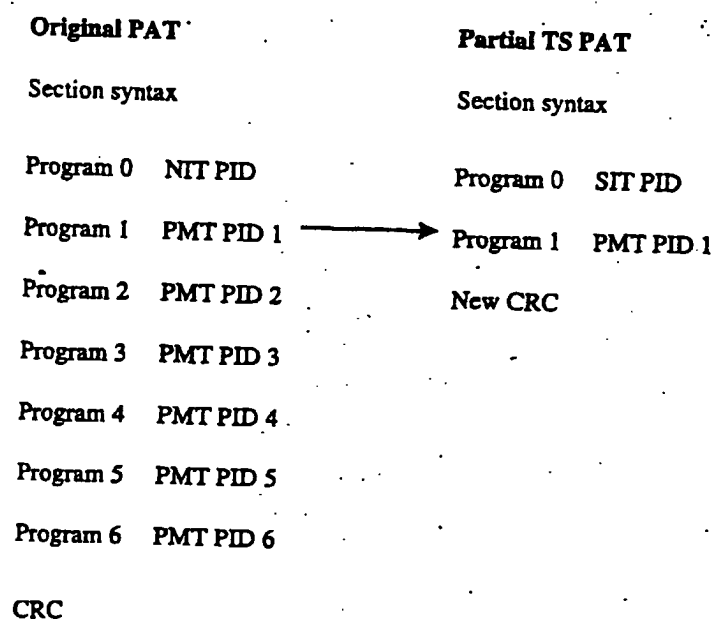 Original PAT
Section syntax
Program 0 NIT PID
Program 1 PMT PID 1
Program 2 PMT PID 2
Program 3 PMT PID 3
Program 4 PMT PID 4
Program 5 PMT PID 5
Program 6 PMT PID 6
CRC
Partial TS PAT
Section syntax
Program 0 SIT PID
Program 1 PMT PID 1
New CRC